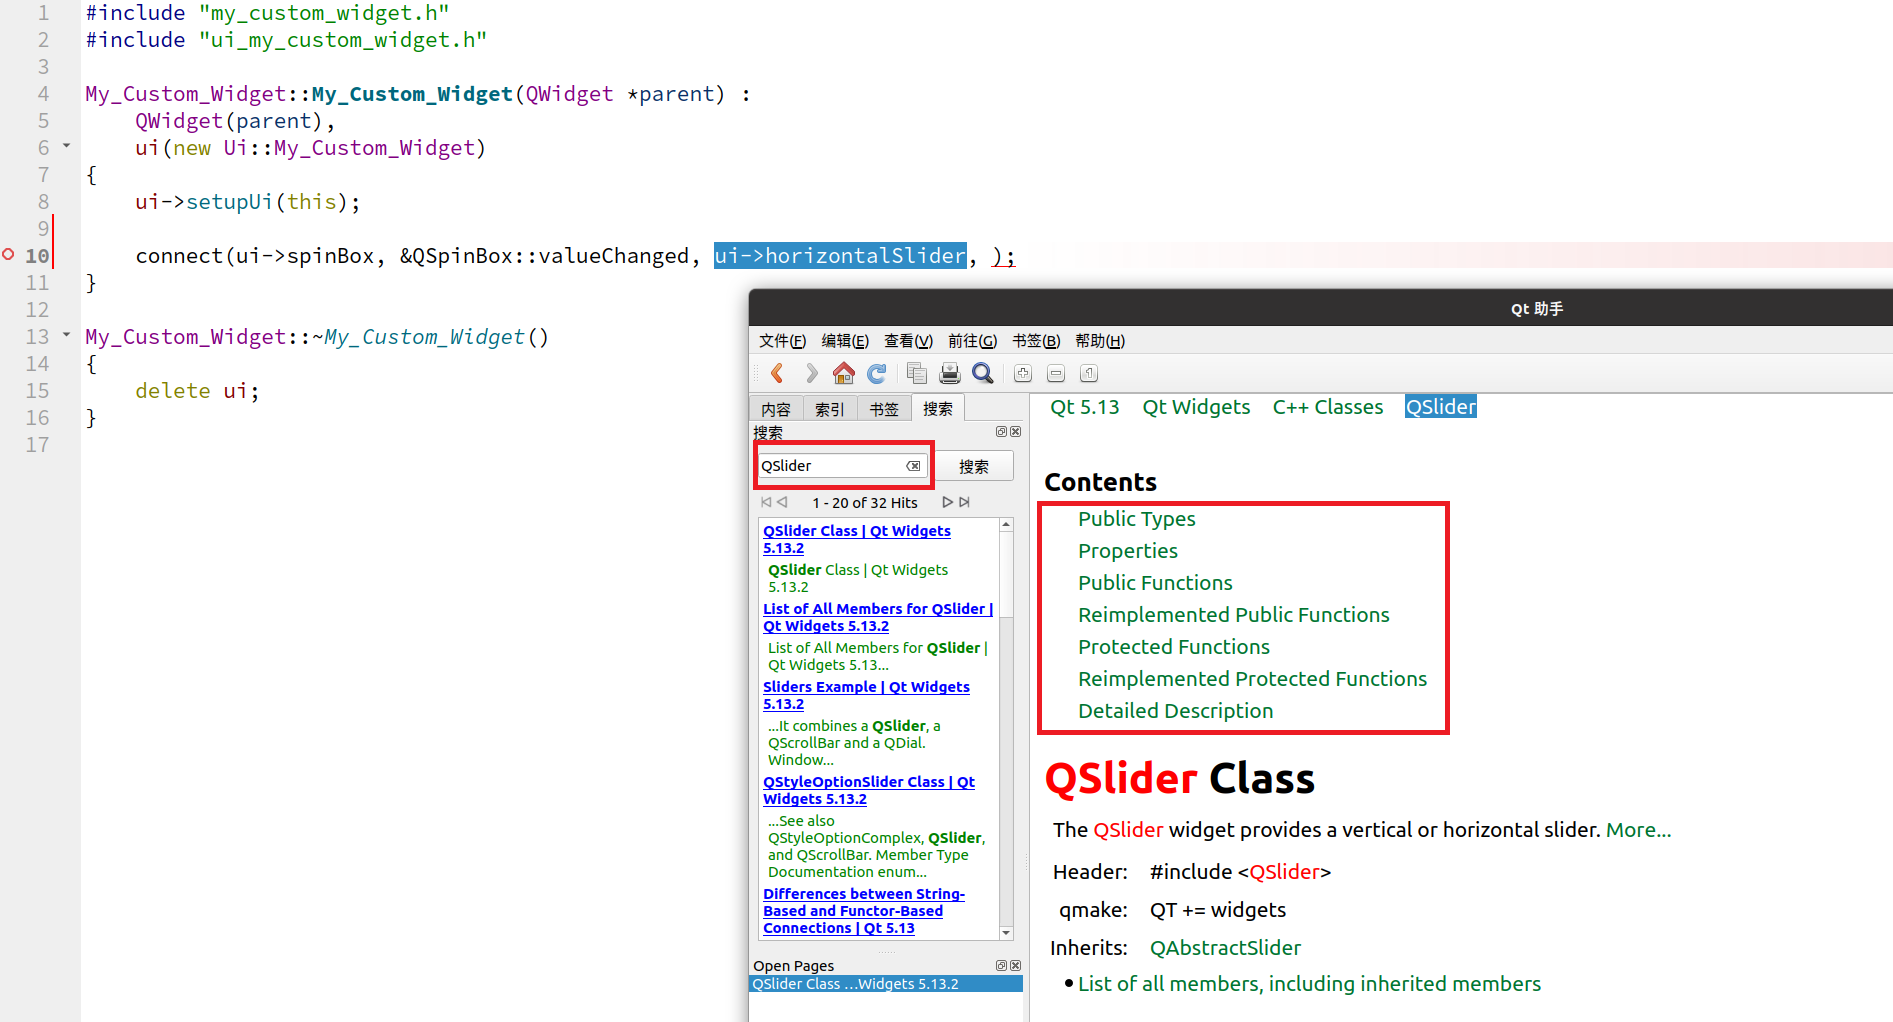 1 #include "my_custom_widget.h"
2 #include "ui_my_custom_widget.h"
3
4 My_Custom_Widget::My_Custom_Widget(QWidget *parent) :
5 QWidget(parent),
6 ui(new Ui::My_Custom_Widget)
7 {
8 ui->setupUi(this);
9
10 connect(ui->spinBox, &QSpinBox::valueChanged, ui->horizontalSlider, );
11 }
12
13 My_Custom_Widget::~My_Custom_Widget()
14 {
15 delete ui;
16 }
17
Qt 助手
文件(F) 编辑(E) 查看(V) 前往(G) 书签(B) 帮助(H)
内容 索引 书签 搜索
搜索
QSlider 搜索
1 - 20 of 32 Hits
QSlider Class | Qt Widgets
5.13.2
QSlider Class | Qt Widgets
5.13.2
List of All Members for QSlider |
Qt Widgets 5.13.2
List of All Members for QSlider |
Qt Widgets 5.13...
Sliders Example | Qt Widgets
5.13.2
...It combines a QSlider, a
QScrollBar and a QDial.
Window...
QStyleOptionSlider Class | Qt
Widgets 5.13.2
...See also
QStyleOptionComplex, QSlider,
and QScrollBar. Member Type
Documentation enum...
Differences between String-
Based and Functor-Based
Connections | Qt 5.13
Open Pages
QSlider Class ...Widgets 5.13.2
Qt 5.13 Qt Widgets C++ Classes QSlider
Contents
Public Types
Properties
Public Functions
Reimplemented Public Functions
Protected Functions
Reimplemented Protected Functions
Detailed Description
QSlider Class
The QSlider widget provides a vertical or horizontal slider. More...
Header: #include <QSlider>
qmake: QT += widgets
Inherits: QAbstractSlider
• List of all members, including inherited members